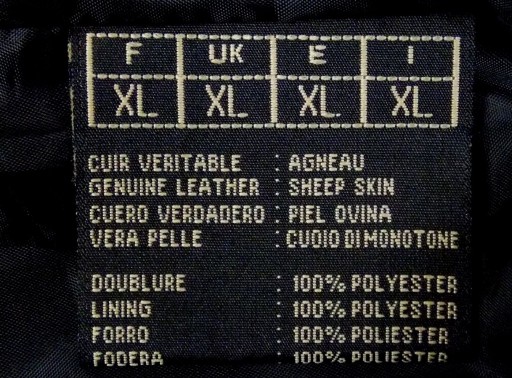 F UK E I
XL XL XL XL
CUIR VERITABLE : AGNEAU
GENUINE LEATHER : SHEEP SKIN
CUERO VERDADERO : PIEL OVINA
VERA PELLE : CUOIO DI MONOTONE
DOUBLURE : 100% POLYESTER
LINING : 100% POLYESTER
FORRO : 100% POLIESTER
FODERA : 100% POLIESTER